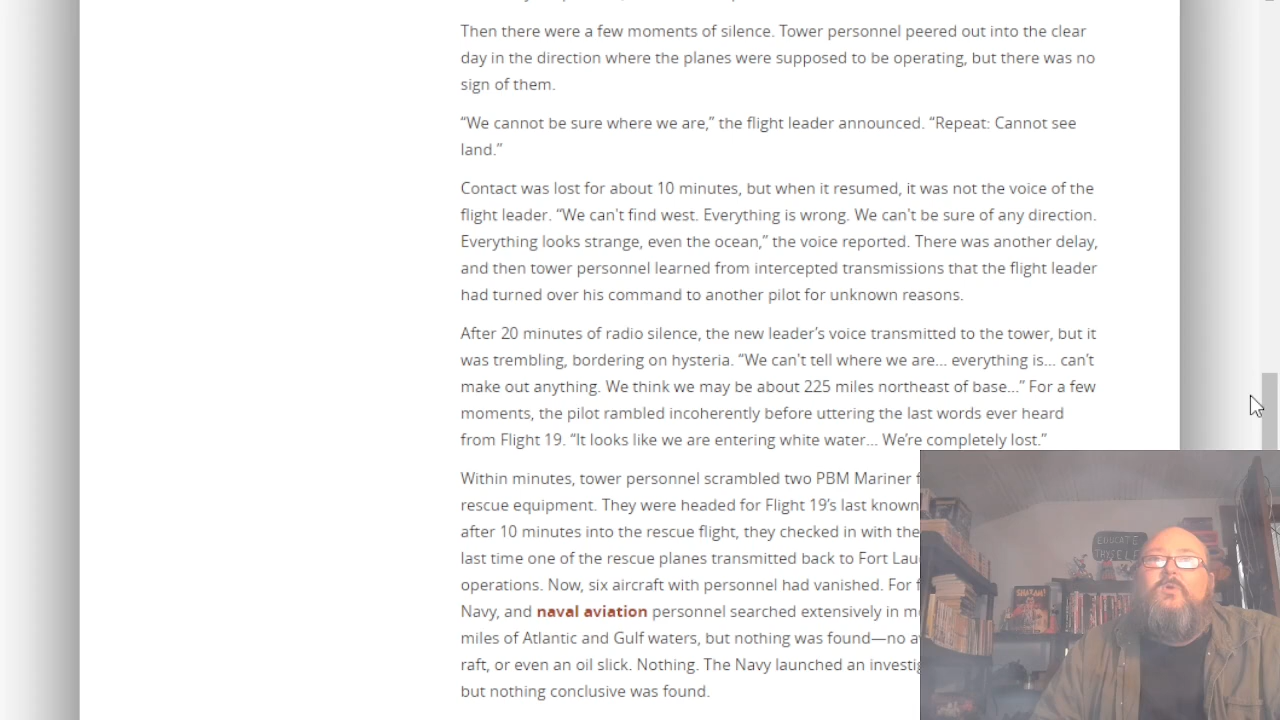 Then there were a few moments of silence. Tower personnel peered out into the clear
day in the direction where the planes were supposed to be operating, but there was no
sign of them.
“We cannot be sure where we are,” the flight leader announced. “Repeat: Cannot see
land.”
Contact was lost for about 10 minutes, but when it resumed, it was not the voice of the
flight leader. “We can't find west. Everything is wrong. We can't be sure of any direction.
Everything looks strange, even the ocean,” the voice reported. There was another delay,
and then tower personnel learned from intercepted transmissions that the flight leader
had turned over his command to another pilot for unknown reasons.
After 20 minutes of radio silence, the new leader’s voice transmitted to the tower, but it
was trembling, bordering on hysteria. “We can't tell where we are... everything is... can’t
make out anything. We think we may be about 225 miles northeast of base...” For a few
moments, the pilot rambled incoherently before uttering the last words ever heard
from Flight 19. “It looks like we are entering white water... We’re completely lost.”
Within minutes, tower personnel scrambled two PBM Mariner
rescue equipment. They were headed for Flight 19’s last known
after 10 minutes into the rescue flight, they checked in with the
last time one of the rescue planes transmitted back to Fort
operations. Now, six aircraft with personnel had vanished. For
Navy, and naval aviation personnel searched extensively in
miles of Atlantic and Gulf waters, but nothing was found—no
raft, or even an oil slick. Nothing. The Navy launched an
but nothing conclusive was found.
EDUCATE
THYSELF
SHAZAM!